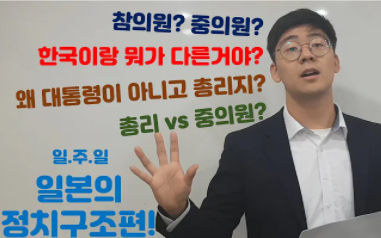 참의원? 중의원?
한국이랑 뭐가 다른거야?
왜 대통령이 아니고 총리지?
총리 vs 중의원?
일.주.일
일본의
정치구조편!